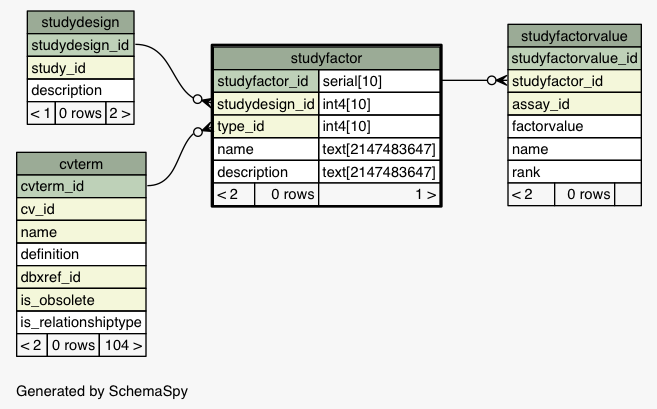 studydesign
studydesign_id
study_id
description
< 1 0 rows 2 >
cvterm
cvterm_id
cv_id
name
definition
dbxref_id
is_obsolete
is_relationshiptype
< 2 0 rows 104 >
studyfactor
studyfactor_id serial[10]
studydesign_id int4[10]
type_id int4[10]
name text[2147483647]
description text[2147483647]
< 2 0 rows 1 >
studyfactorvalue
studyfactorvalue_id
studyfactor_id
assay_id
factorvalue
name
rank
< 2 0 rows
Generated by SchemaSpy